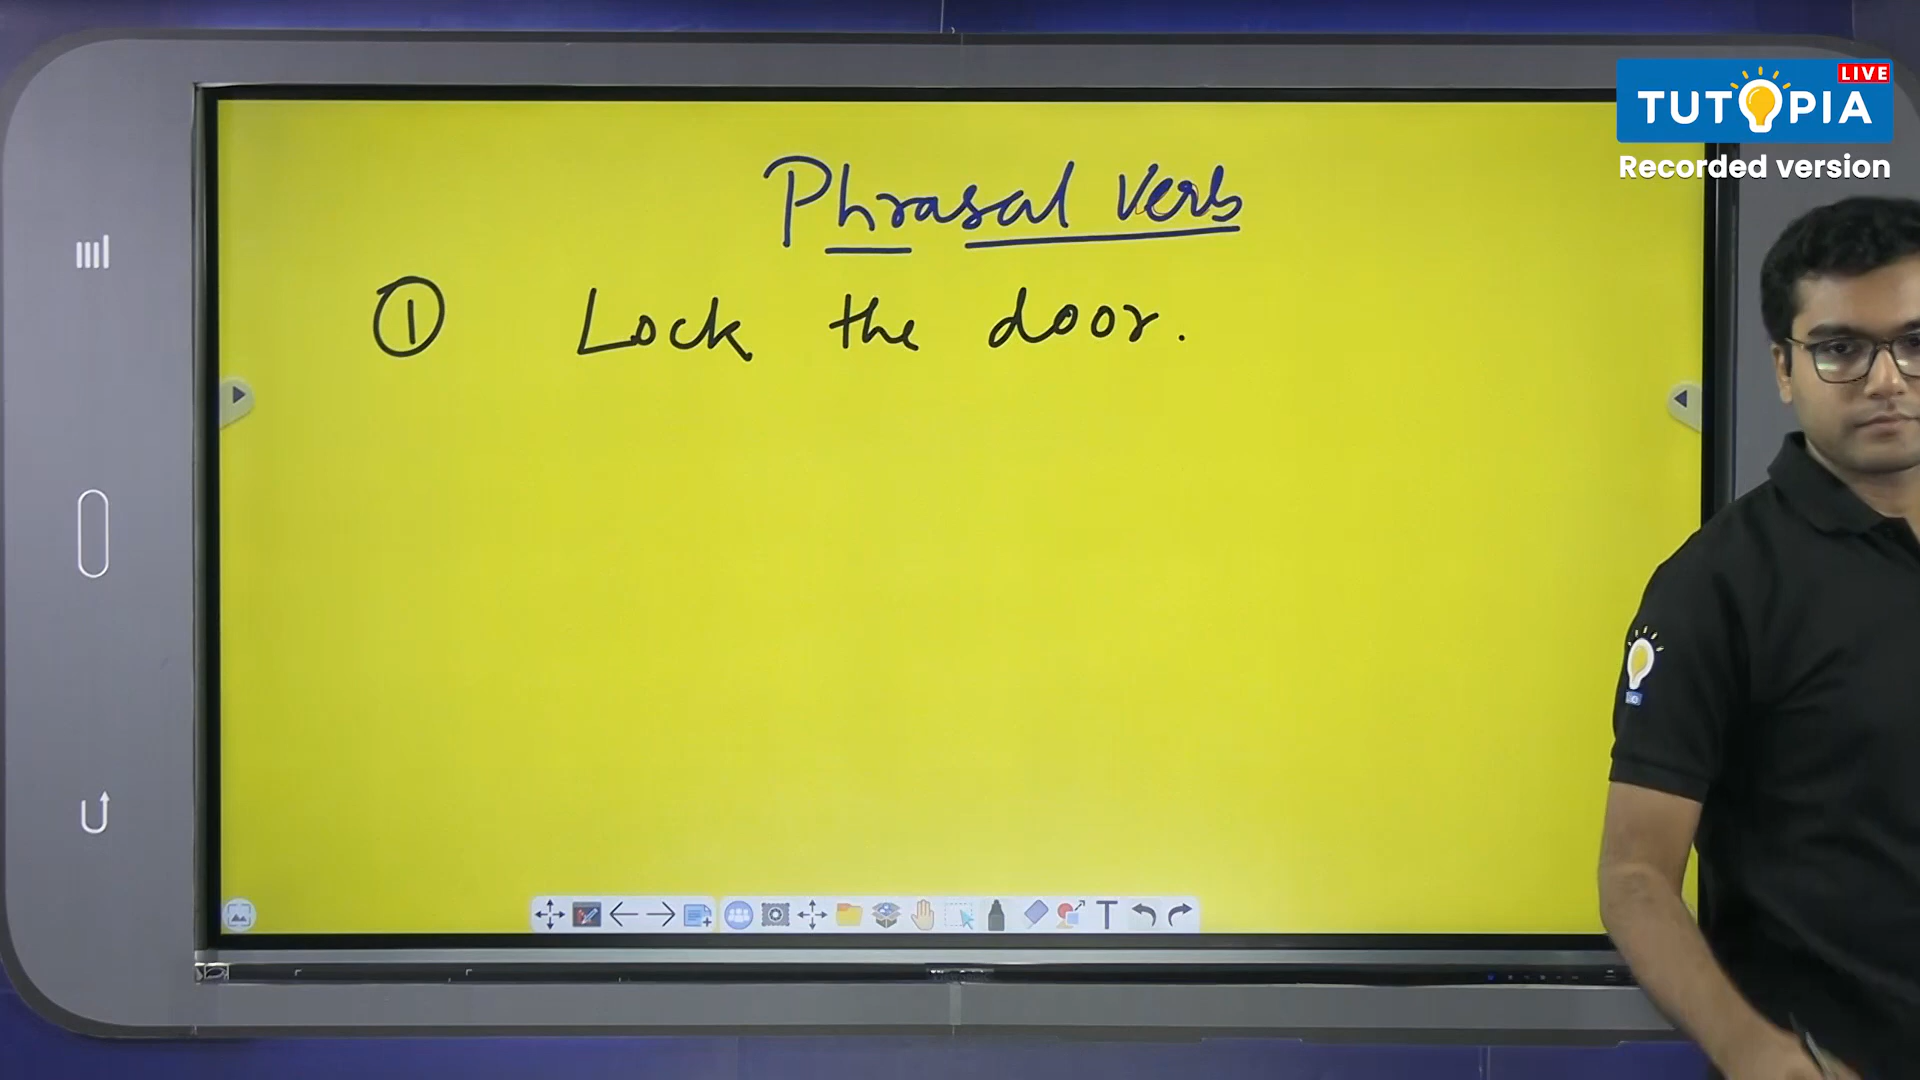 LIVE
TUTOPIA
Recorded version
Phrasal Verb
① Lock the door.